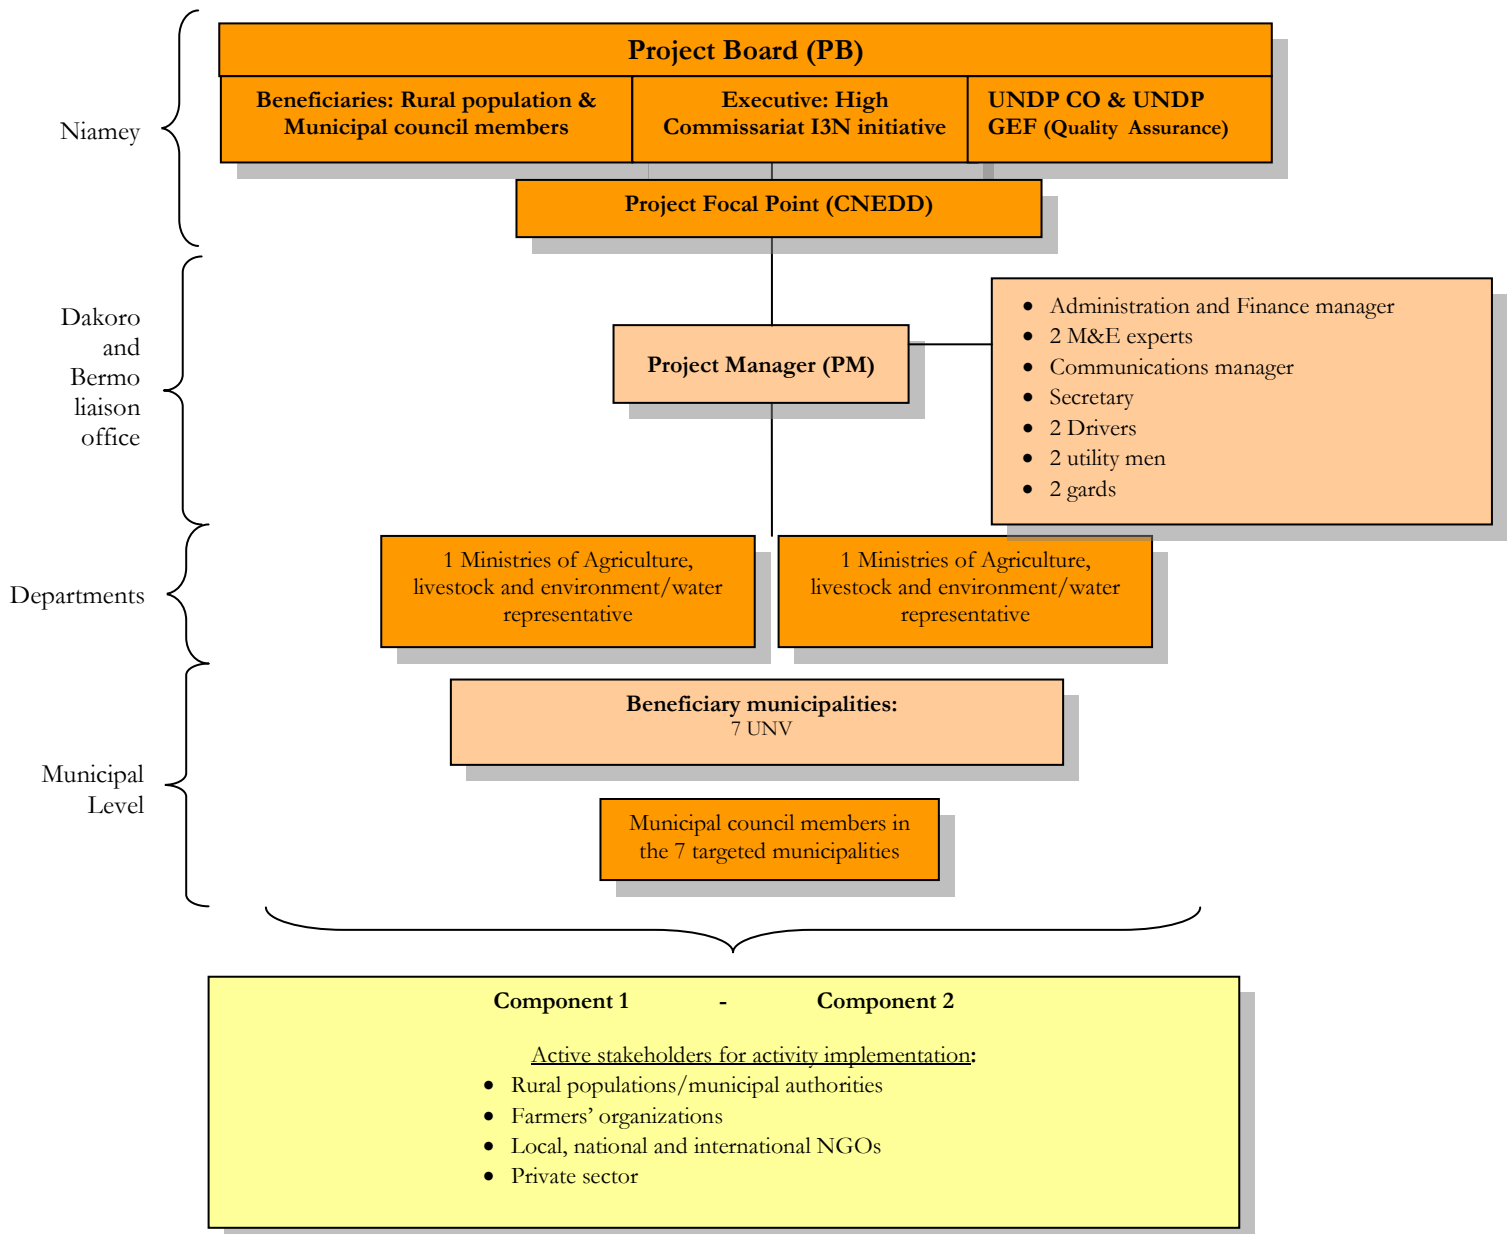 Project Board (PB)
Beneficiaries: Rural population &
Municipal council members
Executive: High
Commissariat I3N initiative
UNDP CO & UNDP
GEF (Quality Assurance)
Niamey
Project Focal Point (CNEDD)
Dakoro
and
Bermo
liaison
office
Project Manager (PM)
• Administration and Finance manager
• 2 M&E experts
• Communications manager
• Secretary
• 2 Drivers
• 2 utility men
• 2 gards
Departments
1 Ministries of Agriculture,
livestock and environment/water
representative
1 Ministries of Agriculture,
livestock and environment/water
representative
Municipal
Level
Beneficiary municipalities:
7 UNV
Municipal council members in
the 7 targeted municipalities
Component 1 - Component 2
Active stakeholders for activity implementation:
• Rural populations/municipal authorities
• Farmers’ organizations
• Local, national and international NGOs
• Private sector